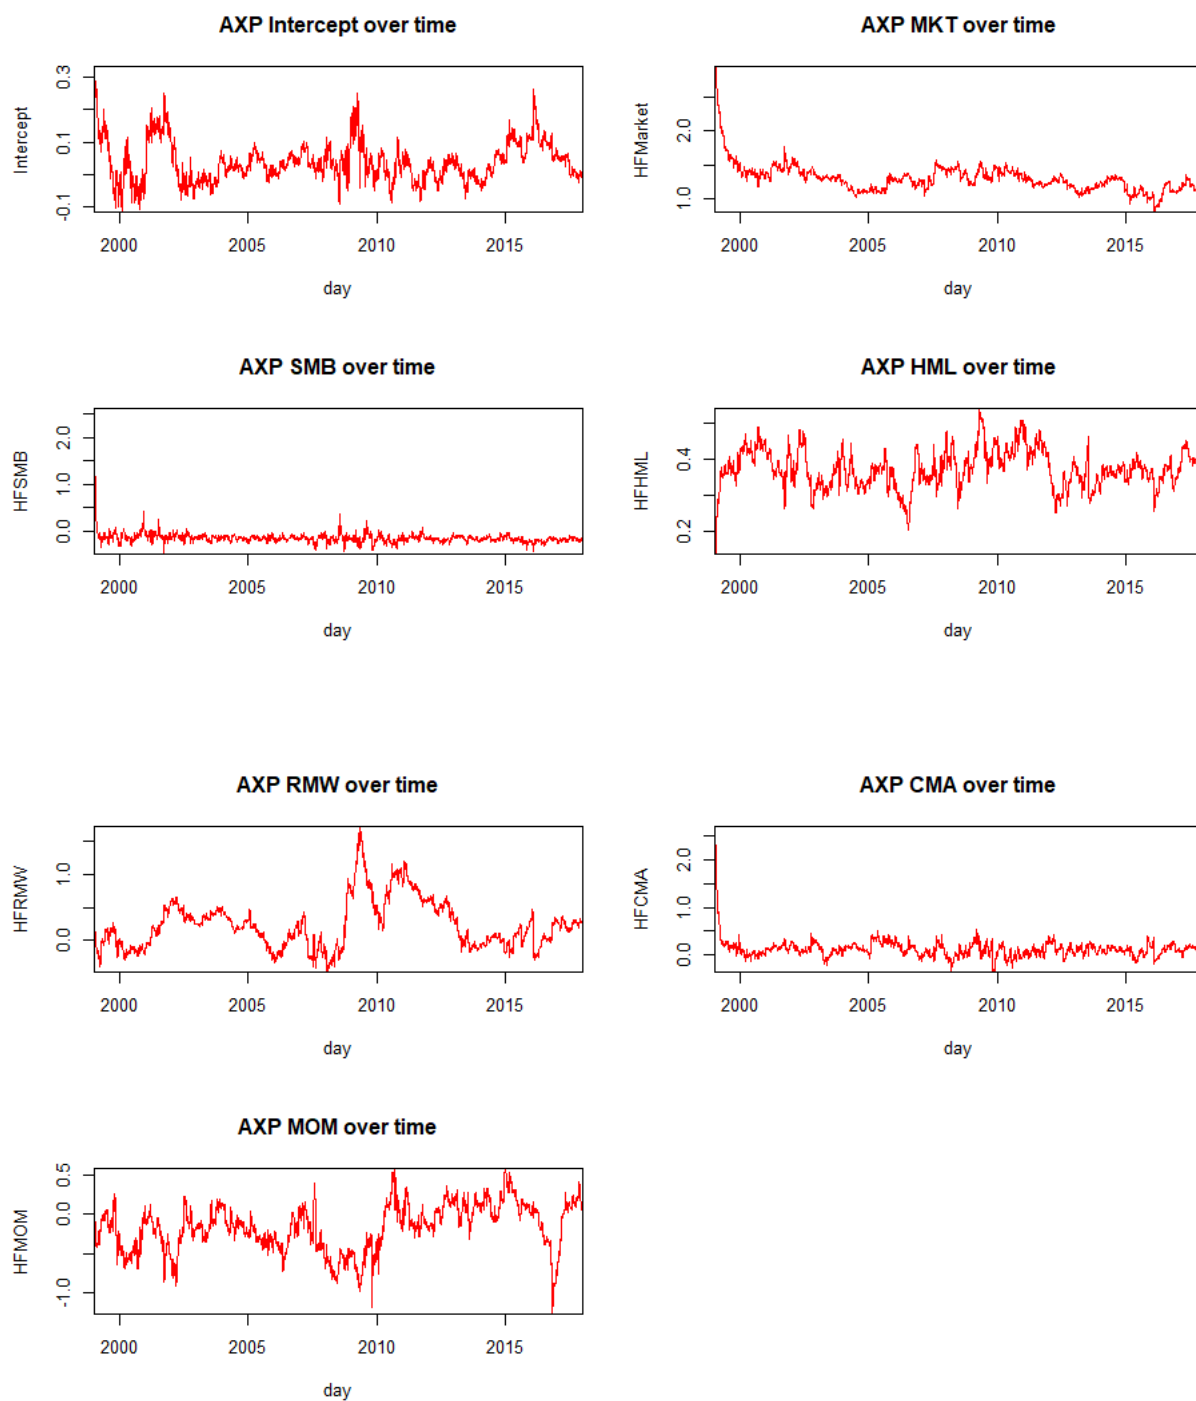 AXP Intercept over time
Intercept
0.3
0.1
-0.1
2000 2005 2010 2015
day
AXP MKT over time
HFMarket
2.0
1.0
2000 2005 2010 2015
day
AXP SMB over time
HFSMB
2.0
1.0
0.0
2000 2005 2010 2015
day
AXP HML over time
HFHML
0.4
0.2
2000 2005 2010 2015
day
AXP RMW over time
HFRMW
1.0
0.0
2000 2005 2010 2015
day
AXP CMA over time
HFCMA
2.0
1.0
0.0
2000 2005 2010 2015
day
AXP MOM over time
HFMOM
0.5
0.0
-1.0
2000 2005 2010 2015
day